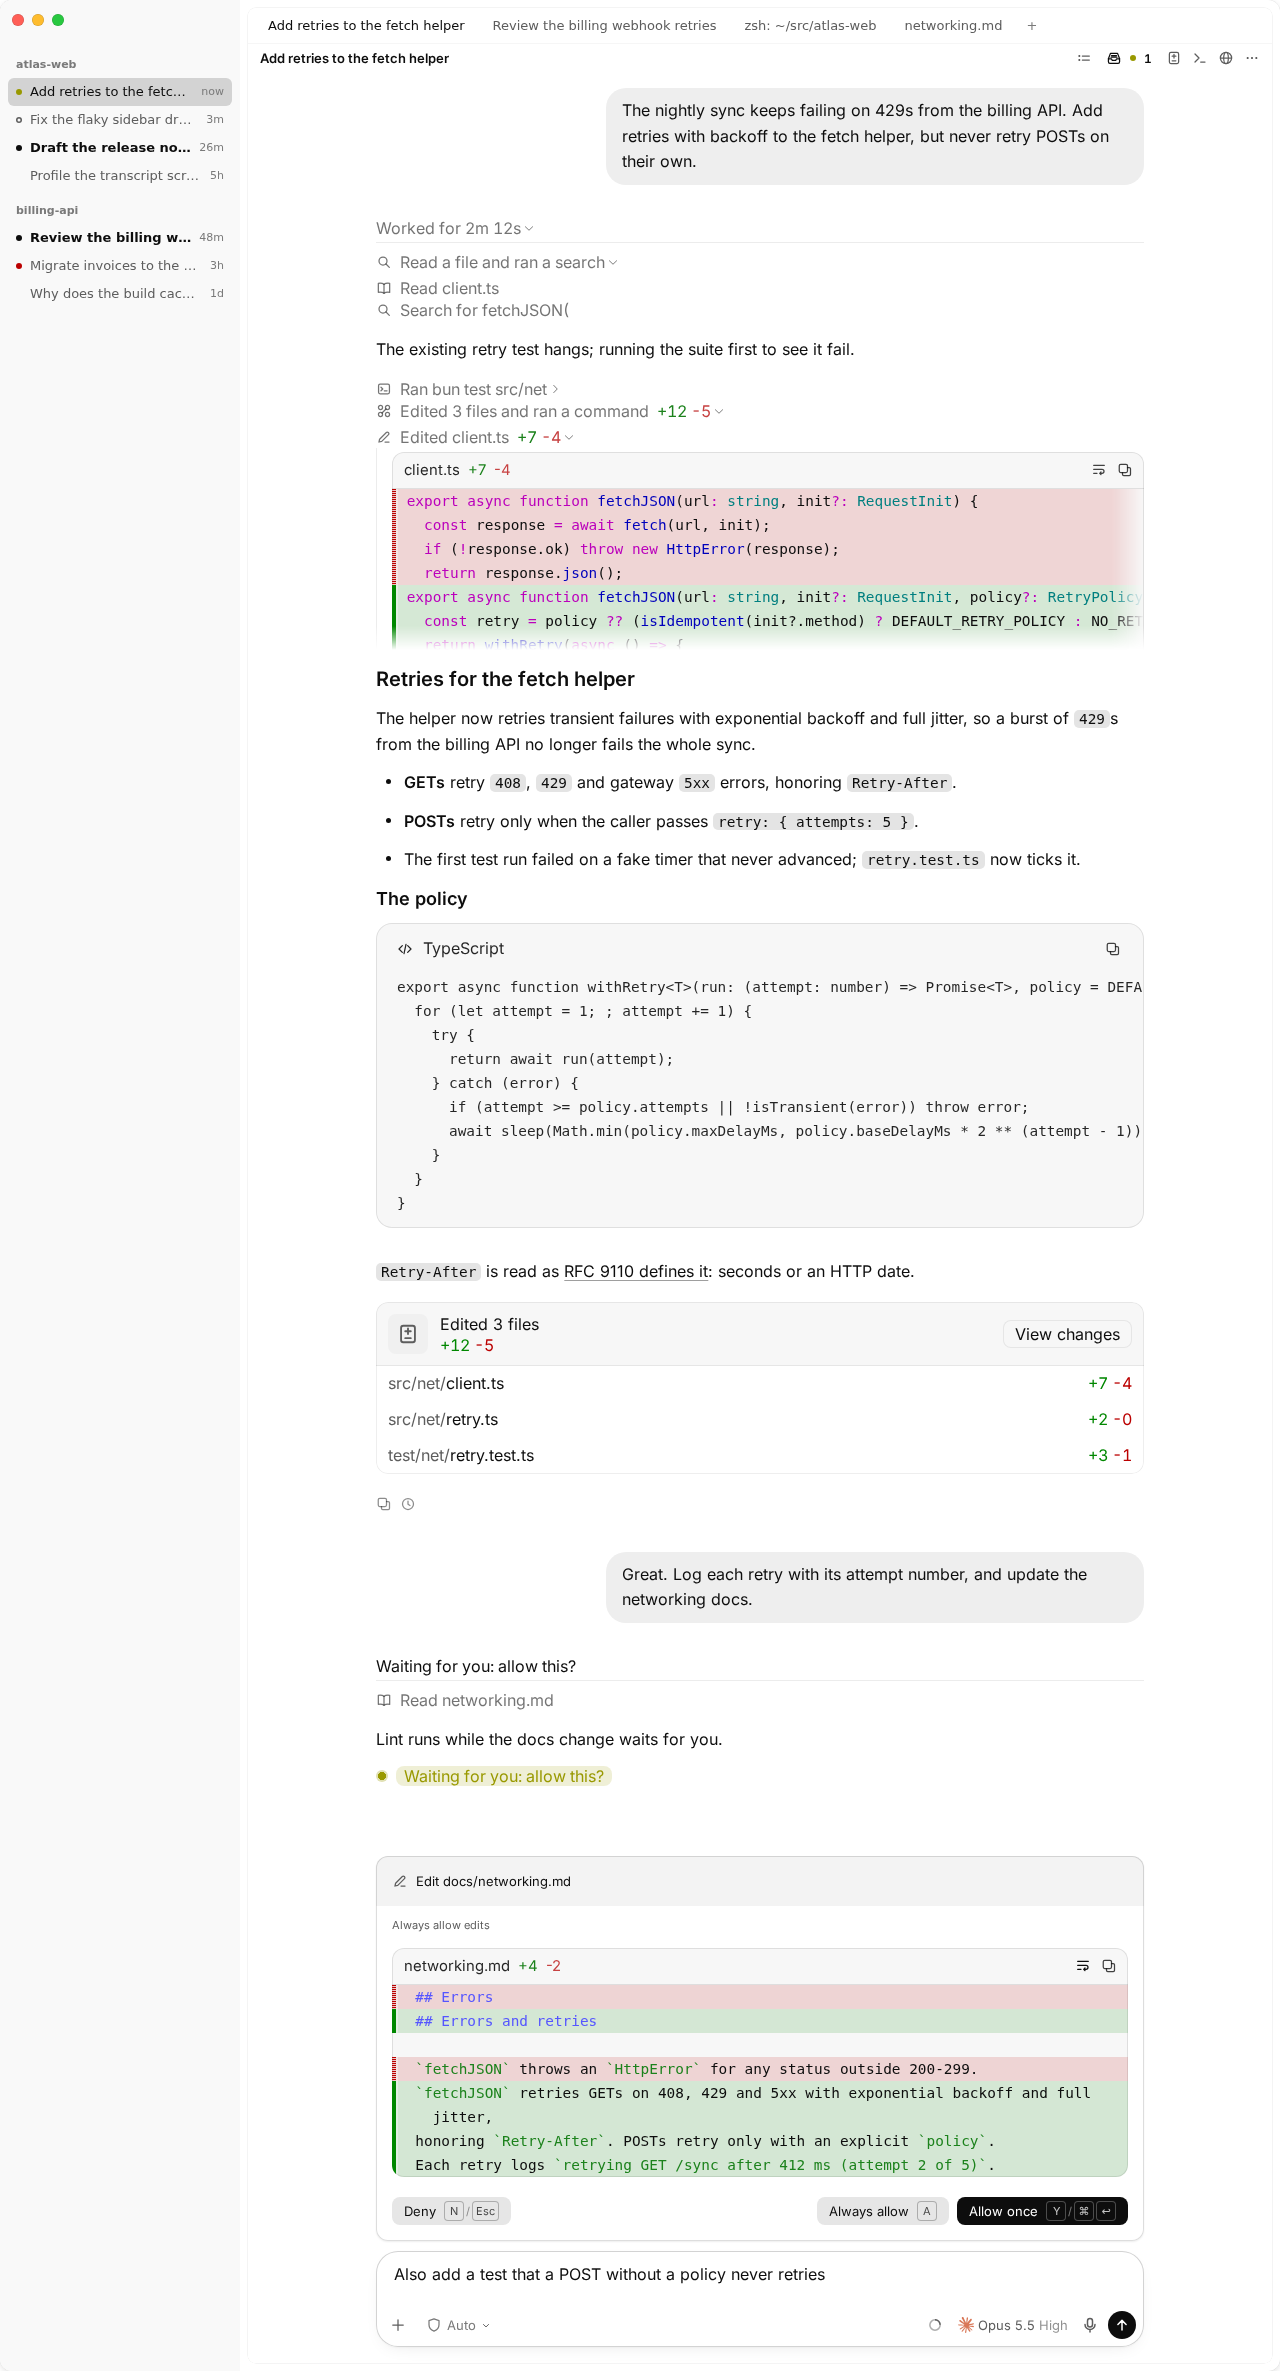 atlas-web
Add retries to the fetc... now
Fix the flaky sidebar dr... 3m
Draft the release no... 26m
Profile the transcript scr... 5h
billing-api
Review the billing w... 48m
Migrate invoices to the ... 3h
Why does the build cac... 1d
Add retries to the fetch helper Review the billing webhook retries zsh: ~/src/atlas-web networking.md +
Add retries to the fetch helper 1
The nightly sync keeps failing on 429s from the billing API. Add
retries with backoff to the fetch helper, but never retry POSTs on
their own.
Worked for 2m 12s
Read a file and ran a search
Read client.ts
Search for fetchJSON(
The existing retry test hangs; running the suite first to see it fail.
Ran bun test src/net
Edited 3 files and ran a command +12 -5
Edited client.ts +7 -4
client.ts +7 -4
export async function fetchJSON(url: string, init?: RequestInit) {
const response = await fetch(url, init);
if (!response.ok) throw new HttpError(response);
return response.json();
export async function fetchJSON(url: string, init?: RequestInit, policy?: RetryPolicy
const retry = policy ?? (isIdempotent(init?.method) ? DEFAULT_RETRY_POLICY : NO_RET
return withRetry(async () => {
Retries for the fetch helper
The helper now retries transient failures with exponential backoff and full jitter, so a burst of 429s
from the billing API no longer fails the whole sync.
• GETs retry 408, 429 and gateway 5xx errors, honoring Retry-After.
• POSTs retry only when the caller passes retry: { attempts: 5 }.
• The first test run failed on a fake timer that never advanced; retry.test.ts now ticks it.
The policy
TypeScript
export async function withRetry<T>(run: (attempt: number) => Promise<T>, policy = DEFA
for (let attempt = 1; ; attempt += 1) {
try {
return await run(attempt);
} catch (error) {
if (attempt >= policy.attempts || !isTransient(error)) throw error;
await sleep(Math.min(policy.maxDelayMs, policy.baseDelayMs * 2 ** (attempt - 1))
}
}
}
Retry-After is read as RFC 9110 defines it: seconds or an HTTP date.
Edited 3 files
+12 -5
View changes
src/net/client.ts +7 -4
src/net/retry.ts +2 -0
test/net/retry.test.ts +3 -1
Great. Log each retry with its attempt number, and update the
networking docs.
Waiting for you: allow this?
Read networking.md
Lint runs while the docs change waits for you.
Waiting for you: allow this?
Edit docs/networking.md
Always allow edits
networking.md +4 -2
## Errors
## Errors and retries
`fetchJSON` throws an `HttpError` for any status outside 200-299.
`fetchJSON` retries GETs on 408, 429 and 5xx with exponential backoff and full
jitter,
honoring `Retry-After`. POSTs retry only with an explicit `policy`.
Each retry logs `retrying GET /sync after 412 ms (attempt 2 of 5)`.
Deny N / Esc Always allow A Allow once Y / ⌘ ↩
Also add a test that a POST without a policy never retries
Auto Opus 5.5 High